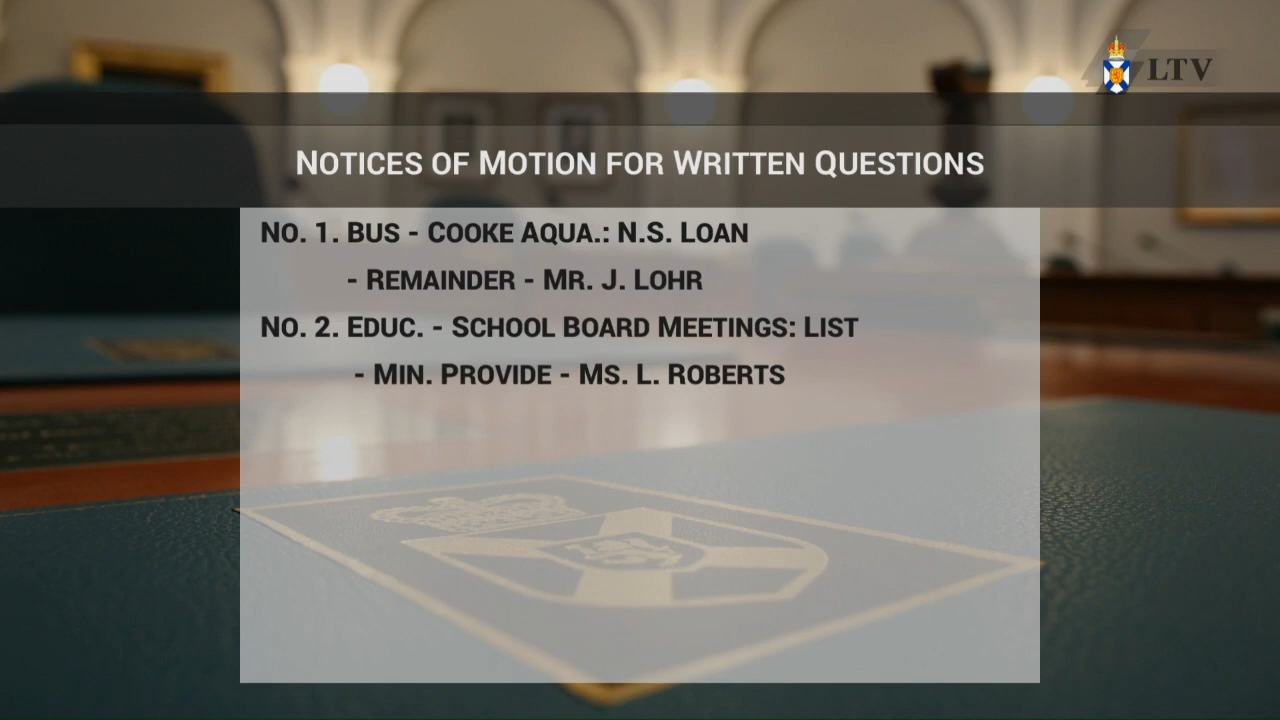 LTV
NOTICES OF MOTION FOR WRITTEN QUESTIONS
NO. 1. BUS - COOKE AQUA.: N.S. LOAN
- REMAINDER - MR. J. LOHR
NO. 2. EDUC. - SCHOOL BOARD MEETINGS: LIST
- MIN. PROVIDE - MS. L. ROBERTS